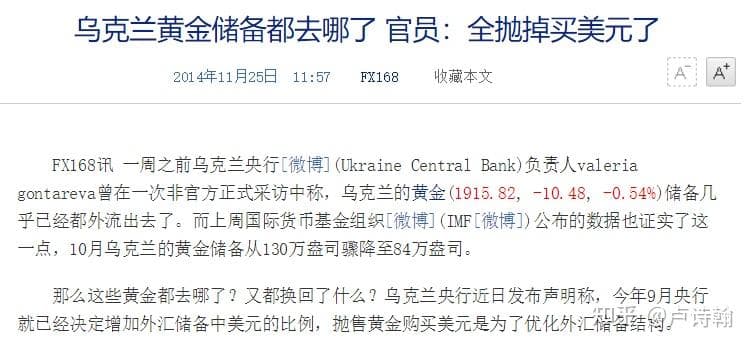 乌克兰黄金储备都去哪了 官员：全抛掉买美元了
2014年11月25日 11:57 FX168 收藏本文 A- A+
FX168讯 一周之前乌克兰央行[微博](Ukraine Central Bank)负责人valeria
gontareva曾在一次非官方正式采访中称，乌克兰的黄金(1915.82, -10.48, -0.54%)储备几
乎已经都外流出去了。而上周国际货币基金组织[微博](IMF[微博])公布的数据也证实了这
一点，10月乌克兰的黄金储备从130万盎司骤降至84万盎司。
那么这些黄金都去哪了？又都换回了什么？乌克兰央行近日发布声明称，今年9月央行
就已经决定增加外汇储备中美元的比例，抛售黄金购买美元是为了优化外汇储备结构。
知乎 @卢诗翰